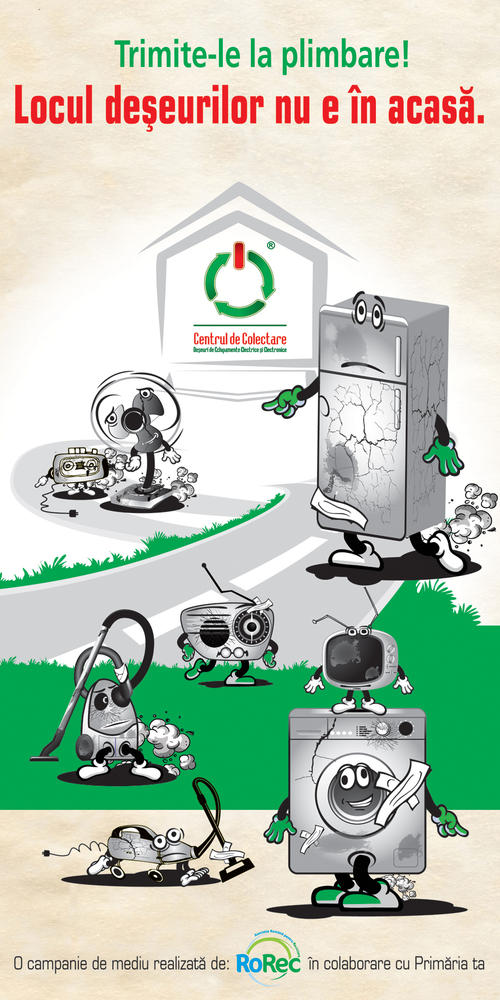 Trimite-le la plimbare!
Locul deşeurilor nu e în acasă.
®
Centrul de Colectare
Deşeuri de Echipamente Electrice şi Electronice
O campanie de mediu realizată de: RoRec în colaborare cu Primăria ta